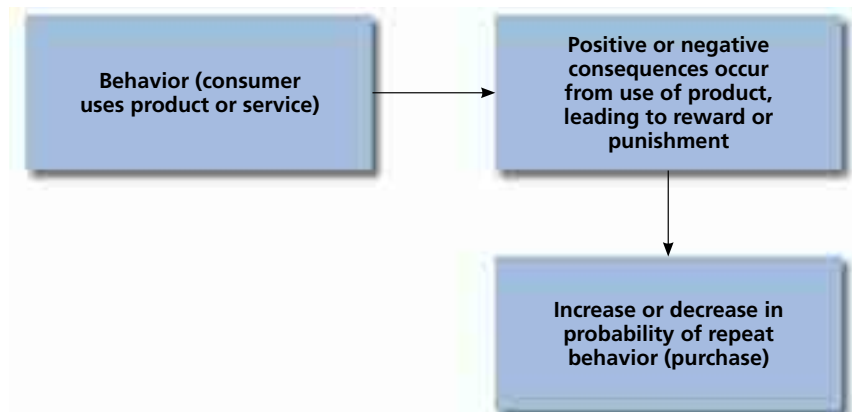 Behavior (consumer
uses product or service)
Positive or negative
consequences occur
from use of product,
leading to reward or
punishment
Increase or decrease in
probability of repeat
behavior (purchase)